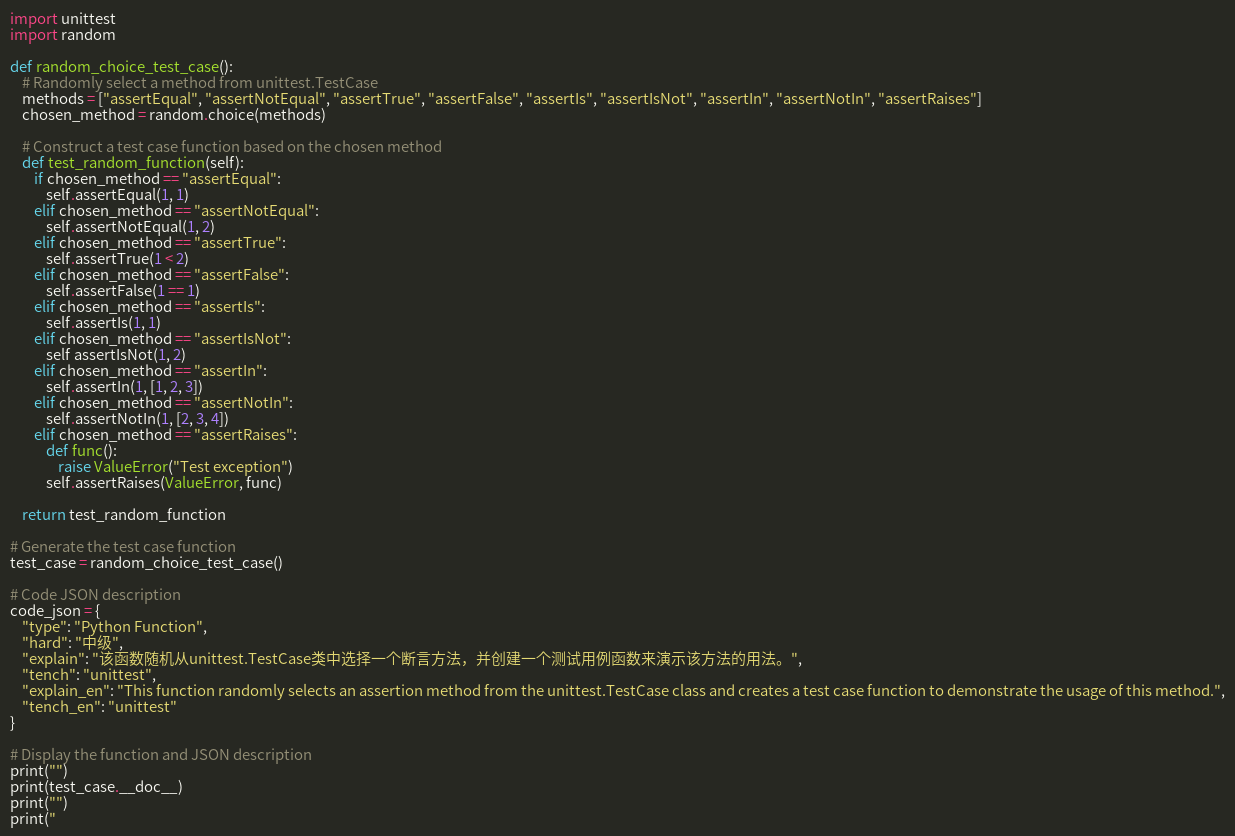 import unittest
import random
def random_choice_test_case():
# Randomly select a method from unittest.TestCase
methods = ["assertEqual", "assertNotEqual", "assertTrue", "assertFalse", "assertIs", "assertIsNot", "assertIn", "assertNotIn", "assertRaises"]
chosen_method = random.choice(methods)
# Construct a test case function based on the chosen method
def test_random_function(self):
if chosen_method == "assertEqual":
self.assertEqual(1, 1)
elif chosen_method == "assertNotEqual":
self.assertNotEqual(1, 2)
elif chosen_method == "assertTrue":
self.assertTrue(1 < 2)
elif chosen_method == "assertFalse":
self.assertFalse(1 == 1)
elif chosen_method == "assertIs":
self.assertIs(1, 1)
elif chosen_method == "assertIsNot":
self assertIsNot(1, 2)
elif chosen_method == "assertIn":
self.assertIn(1, [1, 2, 3])
elif chosen_method == "assertNotIn":
self.assertNotIn(1, [2, 3, 4])
elif chosen_method == "assertRaises":
def func():
raise ValueError("Test exception")
self.assertRaises(ValueError, func)
return test_random_function
# Generate the test case function
test_case = random_choice_test_case()
# Code JSON description
code_json = {
"type": "Python Function",
"hard": "中级",
"explain": "该函数随机从unittest.TestCase类中选择一个断言方法，并创建一个测试用例函数来演示该方法的用法。",
"tench": "unittest",
"explain_en": "This function randomly selects an assertion method from the unittest.TestCase class and creates a test case function to demonstrate the usage of this method.",
"tench_en": "unittest"
}
# Display the function and JSON description
print("")
print(test_case.__doc__)
print("")
print("